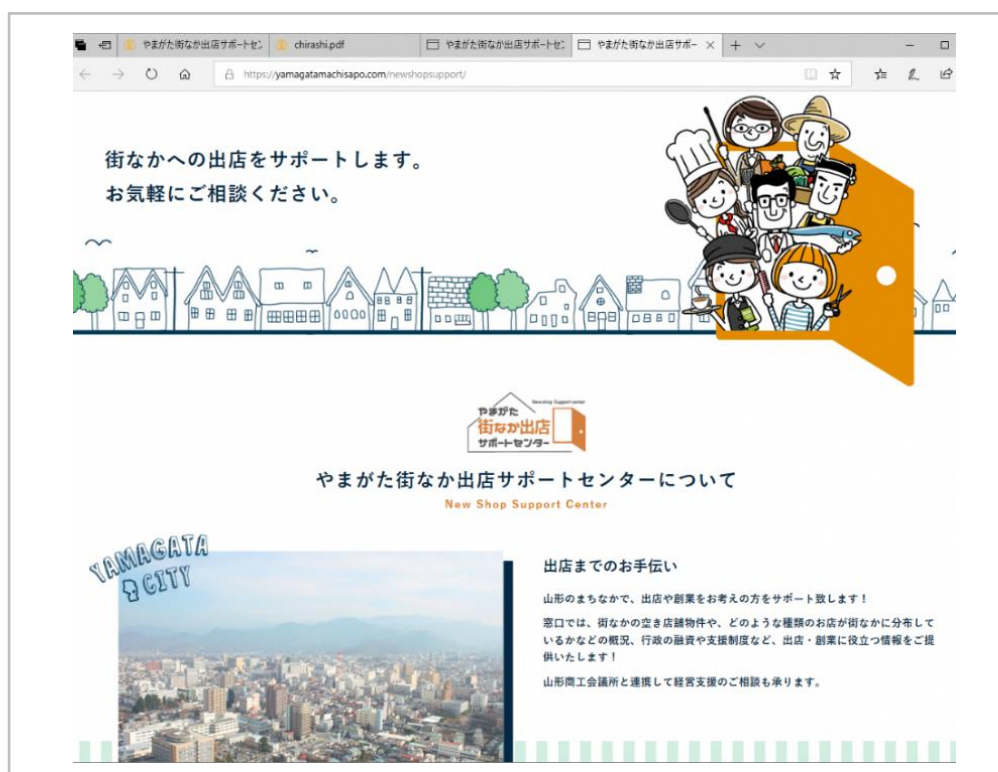 やまがた街なか出店サポートセン
chirashi.pdf
やまがた街なか出店サポートセ
やまがた街なか出店サポー
https://yamagatamachisapo.com/newshopsupport/
街なかへの出店をサポートします。
お気軽にご相談ください。
New shop Support center
やまがた
街なか出店
サポートセンター
やまがた街なか出店サポートセンターについて
New Shop Support Center
YAMAGATA
CITY
出店までのお手伝い
山形のまちなかで、出店や創業をお考えの方をサポート致します！
窓口では、街なかの空き店舗物件や、どのような種類のお店が街なかに分布して
いるかなどの概況、行政の融資や支援制度など、出店・創業に役立つ情報をご提
供いたします！
山形商工会議所と連携して経営支援のご相談も承ります。